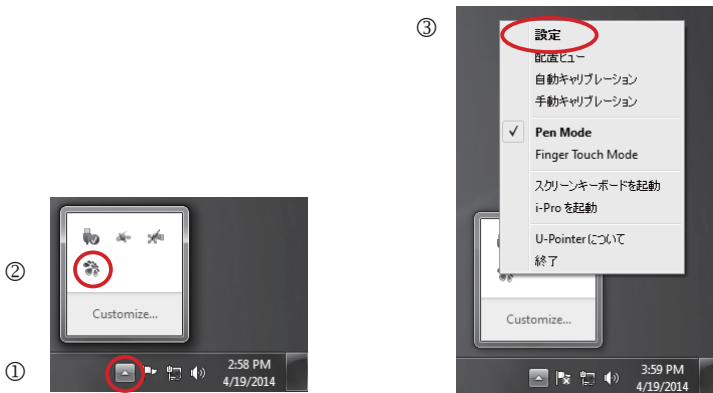 ②
Customize...
①
2:58 PM
4/19/2014
③
設定
配置ビュー
自動キャリブレーション
手動キャリブレーション
✓ Pen Mode
Finger Touch Mode
スクリーンキーボードを起動
i-Pro を起動
U-Pointer について
終了
Customize...
3:59 PM
4/19/2014